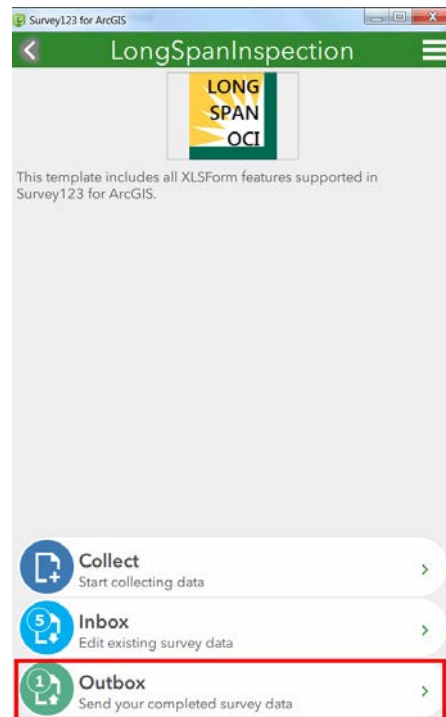 Survey123 for ArcGIS
LongSpanInspection
LONG
SPAN
OCI
This template includes all XLSForm features supported in
Survey123 for ArcGIS.
Collect
Start collecting data
5
Inbox
Edit existing survey data
1
Outbox
Send your completed survey data